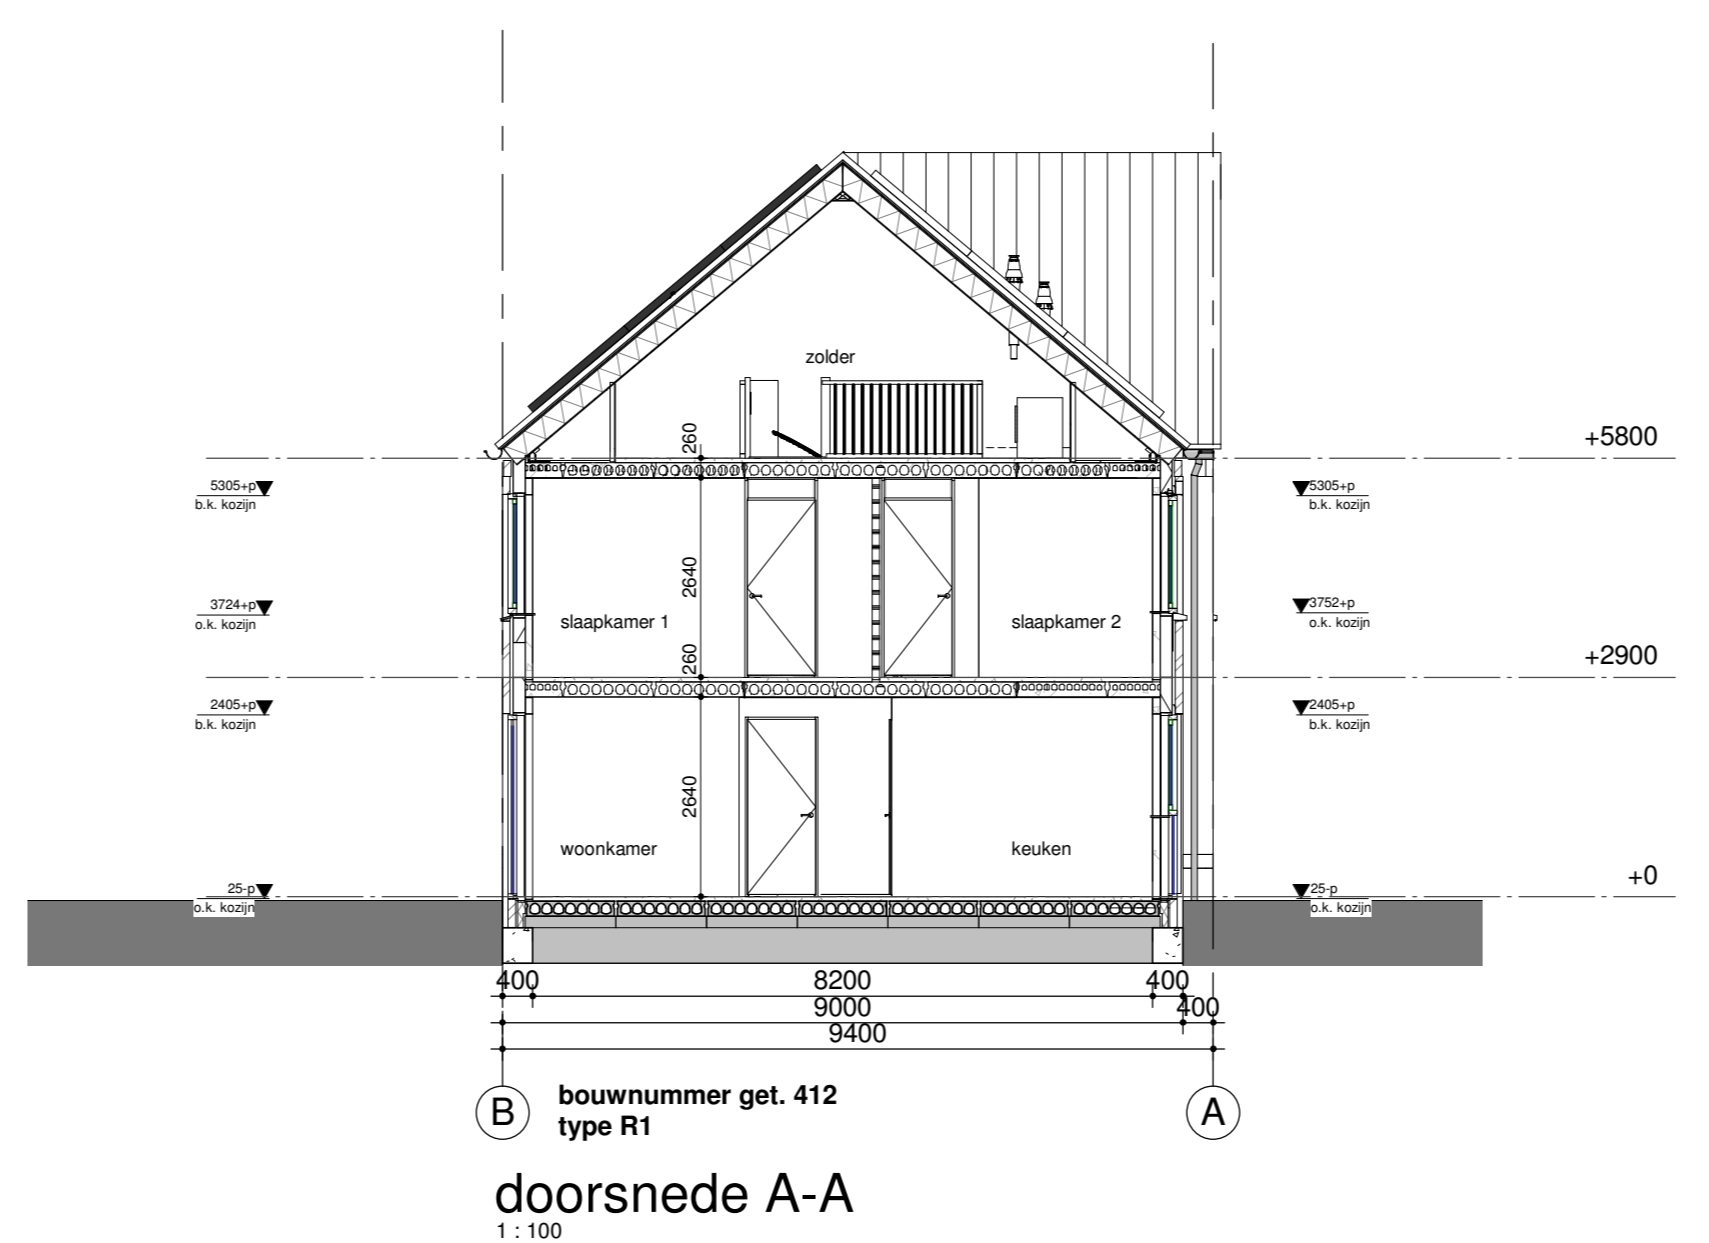 zolder
260
+5800
5305+p
b.k. kozijn
5305+p
b.k. kozijn
2640
3724+p
o.k. kozijn
slaapkamer 1
slaapkamer 2
3752+p
o.k. kozijn
260
+2900
2405+p
b.k. kozijn
2405+p
b.k. kozijn
2640
woonkamer
keuken
+0
25-p
o.k. kozijn
25-p
o.k. kozijn
400 8200 400
9000 400
9400
B
A
bouwnummer get. 412
type R1
doorsnede A-A
1 : 100